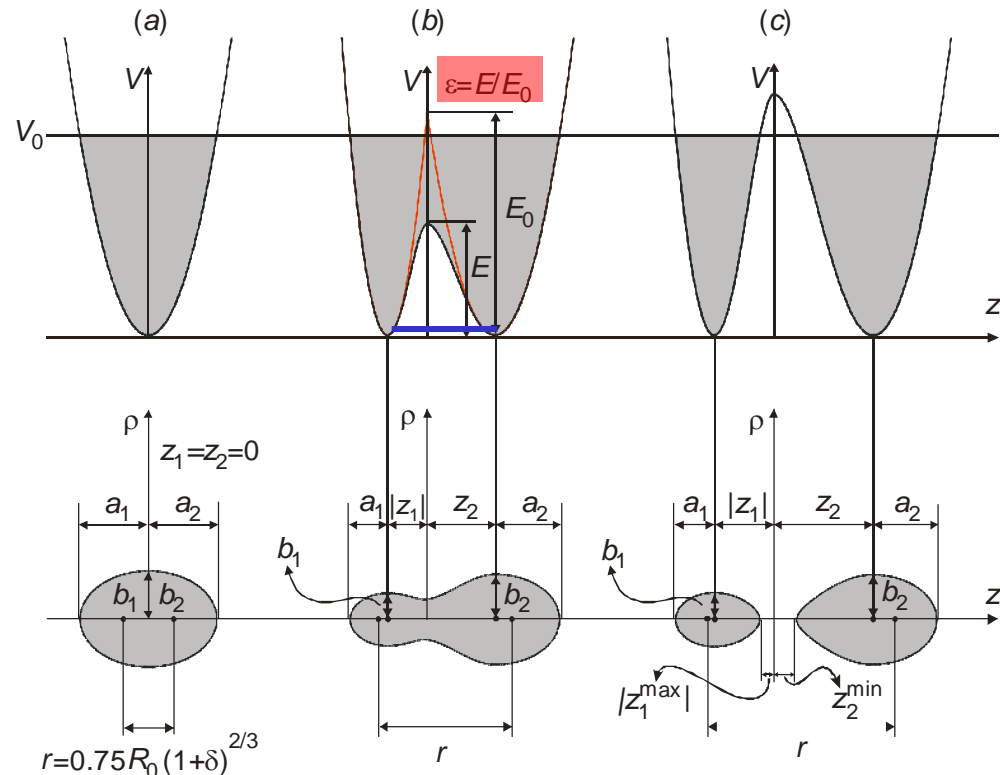 (a) (b) (c)
V V V
ε=E/E₀
V₀
E₀
E
z
ρ ρ ρ
z₁=z₂=0
a₁ a₂ a₁ |z₁| z₂ a₂ a₁ |z₁| z₂ a₂
b₁ b₁
b₁ b₂ b₂ b₂ z
|z₁ᵐᵃˣ| z₂ᵐⁱⁿ
r=0.75R₀(1+δ)^2/3 r r